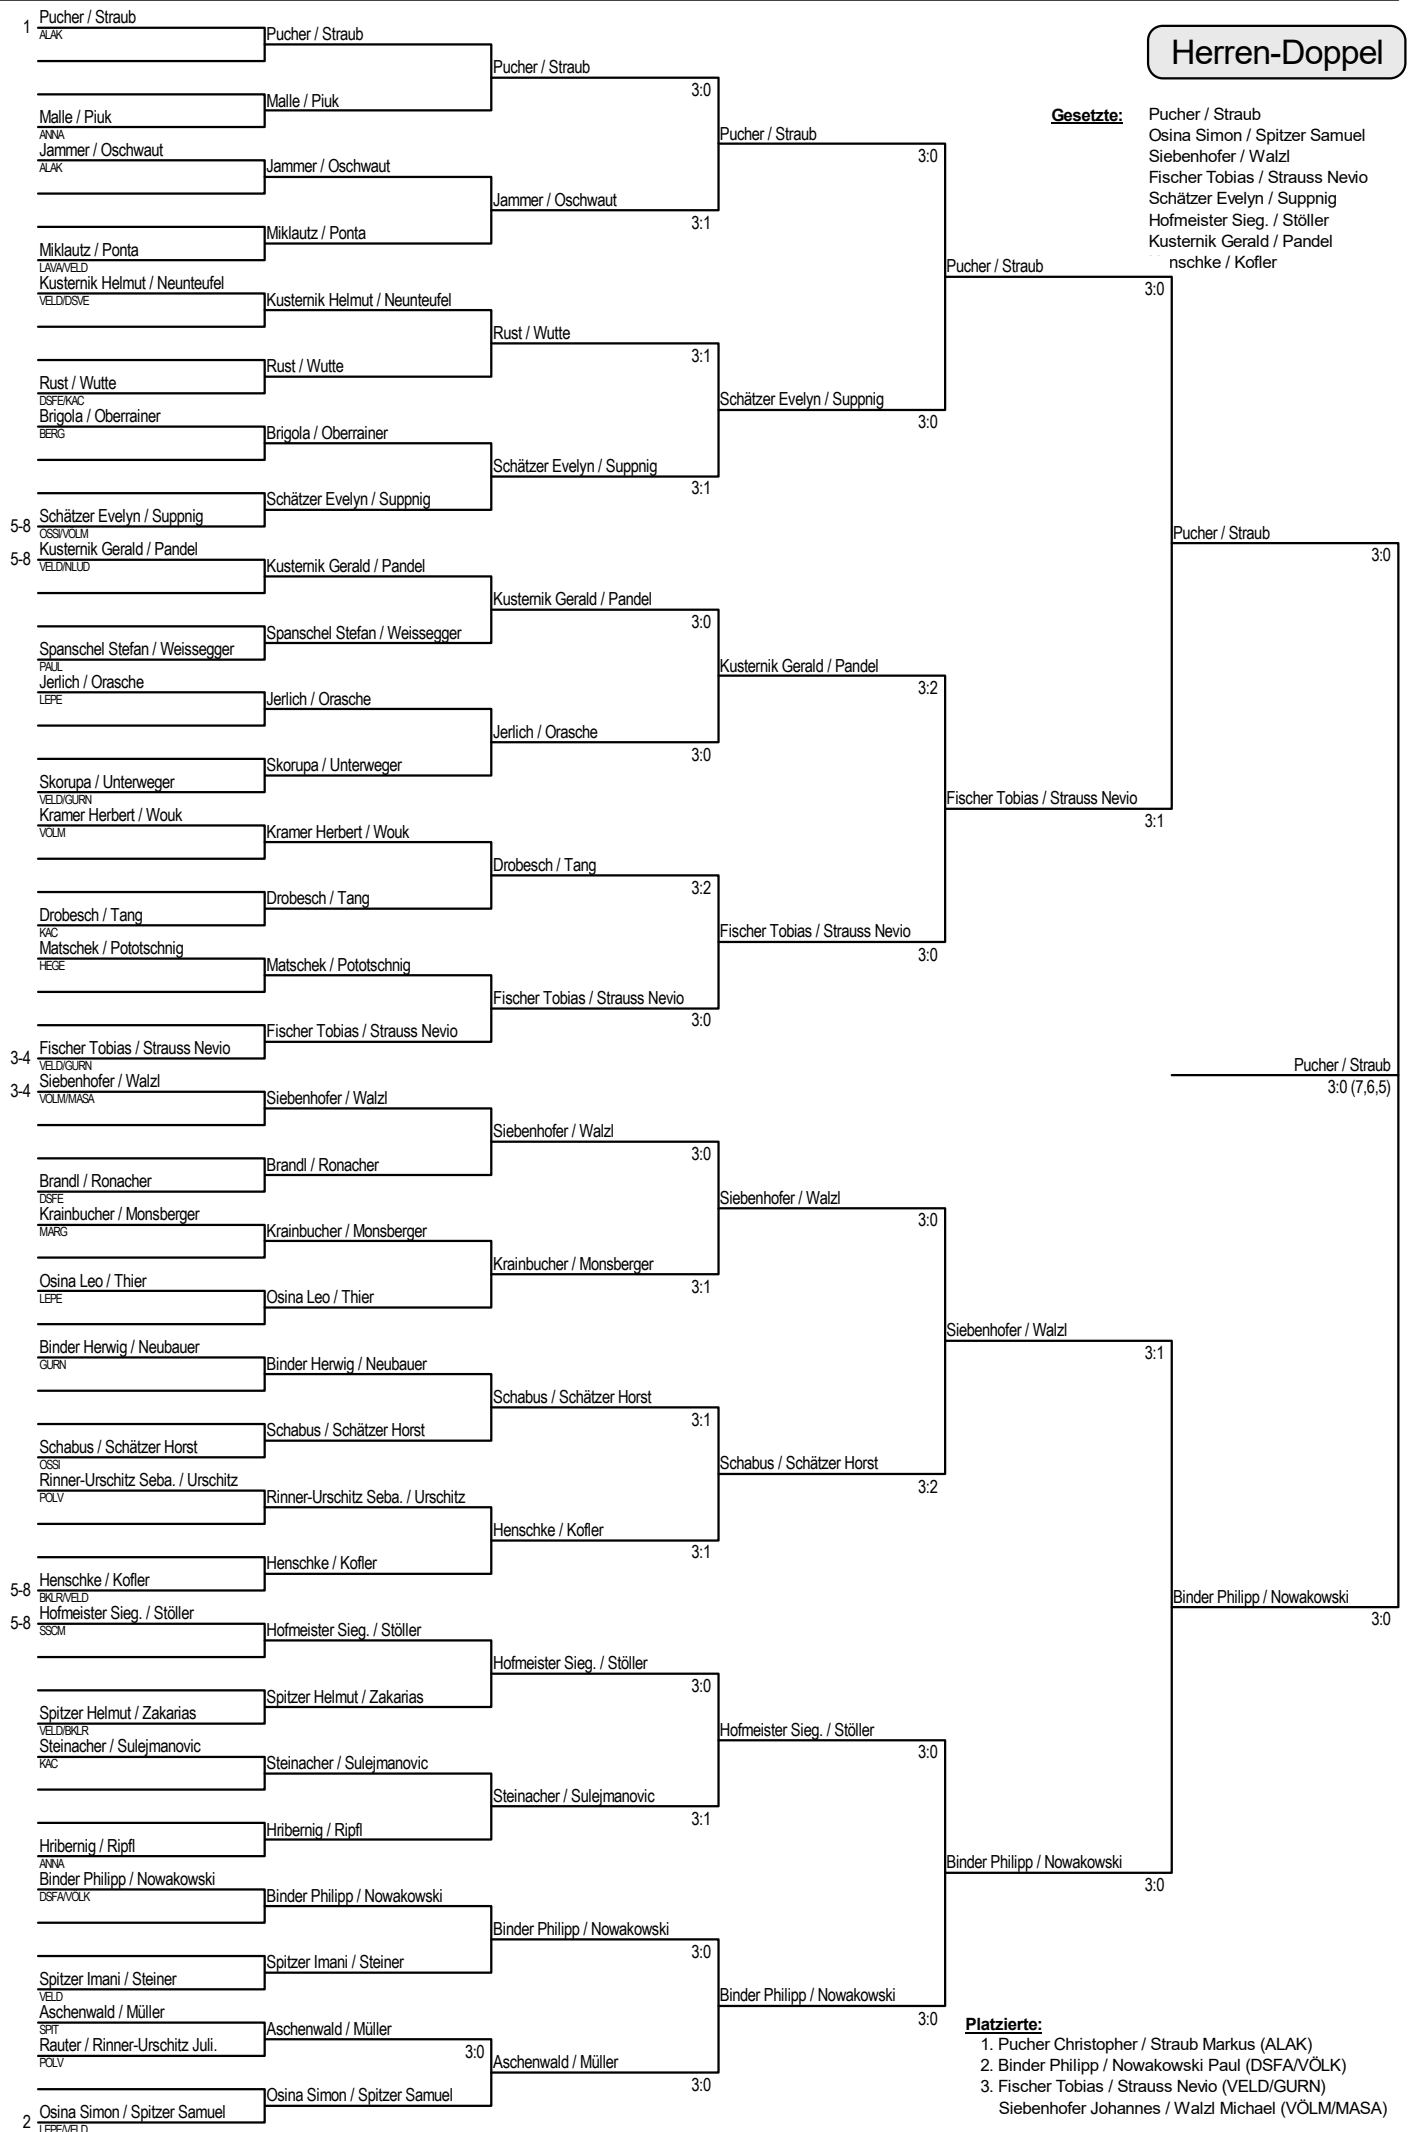 Herren-Doppel
Gesetzte:
Pucher / Straub
Osina Simon / Spitzer Samuel
Siebenhofer / Walzl
Fischer Tobias / Strauss Nevio
Schätzer Evelyn / Suppnig
Hofmeister Sieg. / Stöller
Kusternik Gerald / Pandel
nschke / Kofler
1
Pucher / Straub
ALAK
Malle / Piuk
ANNA
Jammer / Oschwaut
ALAK
Miklautz / Ponta
LAVA/VELD
Kusternik Helmut / Neunteufel
VELD/DSVE
Rust / Wutte
DSFE/KAC
Brigola / Oberrainer
BERG
5-8
Schätzer Evelyn / Suppnig
OSSI/VÖLM
5-8
Kusternik Gerald / Pandel
VELD/NLUD
Spanschel Stefan / Weissegger
PAUL
Jerlich / Orasche
LEPE
Skorupa / Unterweger
VELD/GURN
Kramer Herbert / Wouk
VÖLM
Drobesch / Tang
KAC
Matschek / Pototschnig
HEGE
3-4
Fischer Tobias / Strauss Nevio
VELD/GURN
3-4
Siebenhofer / Walzl
VÖLM/MASA
Brandl / Ronacher
DSFE
Krainbucher / Monsberger
MARG
Osina Leo / Thier
LEPE
Binder Herwig / Neubauer
GURN
Schabus / Schätzer Horst
OSSI
Rinner-Urschitz Seba. / Urschitz
POLV
5-8
Henschke / Kofler
BKLR/VELD
5-8
Hofmeister Sieg. / Stöller
SSCM
Spitzer Helmut / Zakarias
VELD/BKLR
Steinacher / Sulejmanovic
KAC
Hribernig / Ripfl
ANNA
Binder Philipp / Nowakowski
DSFA/VÖLK
Spitzer Imani / Steiner
VELD
Aschenwald / Müller
SPIT
Rauter / Rinner-Urschitz Juli.
POLV
2
Osina Simon / Spitzer Samuel
LEPE/VELD
Pucher / Straub
Malle / Piuk
Jammer / Oschwaut
Miklautz / Ponta
Kusternik Helmut / Neunteufel
Rust / Wutte
Brigola / Oberrainer
Schätzer Evelyn / Suppnig
Kusternik Gerald / Pandel
Spanschel Stefan / Weissegger
Jerlich / Orasche
Skorupa / Unterweger
Kramer Herbert / Wouk
Drobesch / Tang
Matschek / Pototschnig
Fischer Tobias / Strauss Nevio
Siebenhofer / Walzl
Brandl / Ronacher
Krainbucher / Monsberger
Osina Leo / Thier
Binder Herwig / Neubauer
Schabus / Schätzer Horst
Rinner-Urschitz Seba. / Urschitz
Henschke / Kofler
Hofmeister Sieg. / Stöller
Spitzer Helmut / Zakarias
Steinacher / Sulejmanovic
Hribernig / Ripfl
Binder Philipp / Nowakowski
Spitzer Imani / Steiner
Aschenwald / Müller
3:0
Osina Simon / Spitzer Samuel
Pucher / Straub
3:0
Jammer / Oschwaut
3:1
Rust / Wutte
3:1
Schätzer Evelyn / Suppnig
3:1
Kusternik Gerald / Pandel
3:0
Jerlich / Orasche
3:0
Drobesch / Tang
3:2
Fischer Tobias / Strauss Nevio
3:0
Siebenhofer / Walzl
3:0
Krainbucher / Monsberger
3:1
Schabus / Schätzer Horst
3:1
Henschke / Kofler
3:1
Hofmeister Sieg. / Stöller
3:0
Steinacher / Sulejmanovic
3:1
Binder Philipp / Nowakowski
3:0
Aschenwald / Müller
3:0
Pucher / Straub
3:0
Schätzer Evelyn / Suppnig
3:0
Kusternik Gerald / Pandel
3:2
Fischer Tobias / Strauss Nevio
3:0
Siebenhofer / Walzl
3:0
Schabus / Schätzer Horst
3:2
Hofmeister Sieg. / Stöller
3:0
Binder Philipp / Nowakowski
3:0
Pucher / Straub
3:0
Fischer Tobias / Strauss Nevio
3:1
Siebenhofer / Walzl
3:1
Binder Philipp / Nowakowski
3:0
Pucher / Straub
3:0
Binder Philipp / Nowakowski
3:0
Pucher / Straub
3:0 (7,6,5)
Platzierte:
1. Pucher Christopher / Straub Markus (ALAK)
2. Binder Philipp / Nowakowski Paul (DSFA/VÖLK)
3. Fischer Tobias / Strauss Nevio (VELD/GURN)
Siebenhofer Johannes / Walzl Michael (VÖLM/MASA)